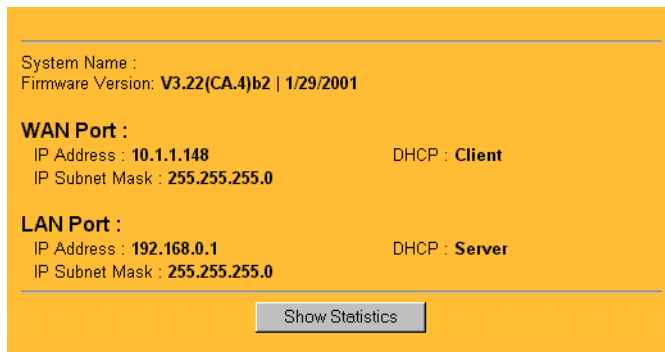 System Name :
Firmware Version: V3.22(CA.4)b2 | 1/29/2001
WAN Port :
IP Address : 10.1.1.148 DHCP : Client
IP Subnet Mask : 255.255.255.0
LAN Port :
IP Address : 192.168.0.1 DHCP : Server
IP Subnet Mask : 255.255.255.0
Show Statistics